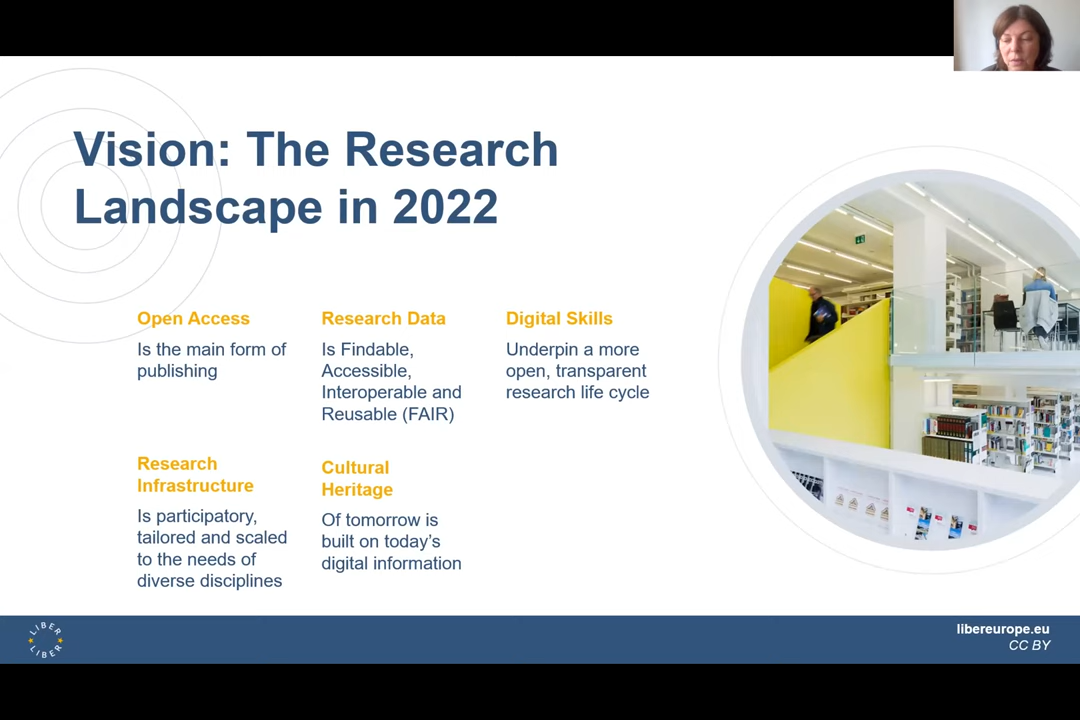 Vision: The Research
Landscape in 2022
Open Access
Is the main form of
publishing
Research Data
Is Findable,
Accessible,
Interoperable and
Reusable (FAIR)
Digital Skills
Underpin a more
open, transparent
research life cycle
Research
Infrastructure
Is participatory,
tailored and scaled
to the needs of
diverse disciplines
Cultural
Heritage
Of tomorrow is
built on today’s
digital information
LIBER
LIBER
libereurope.eu
CC BY